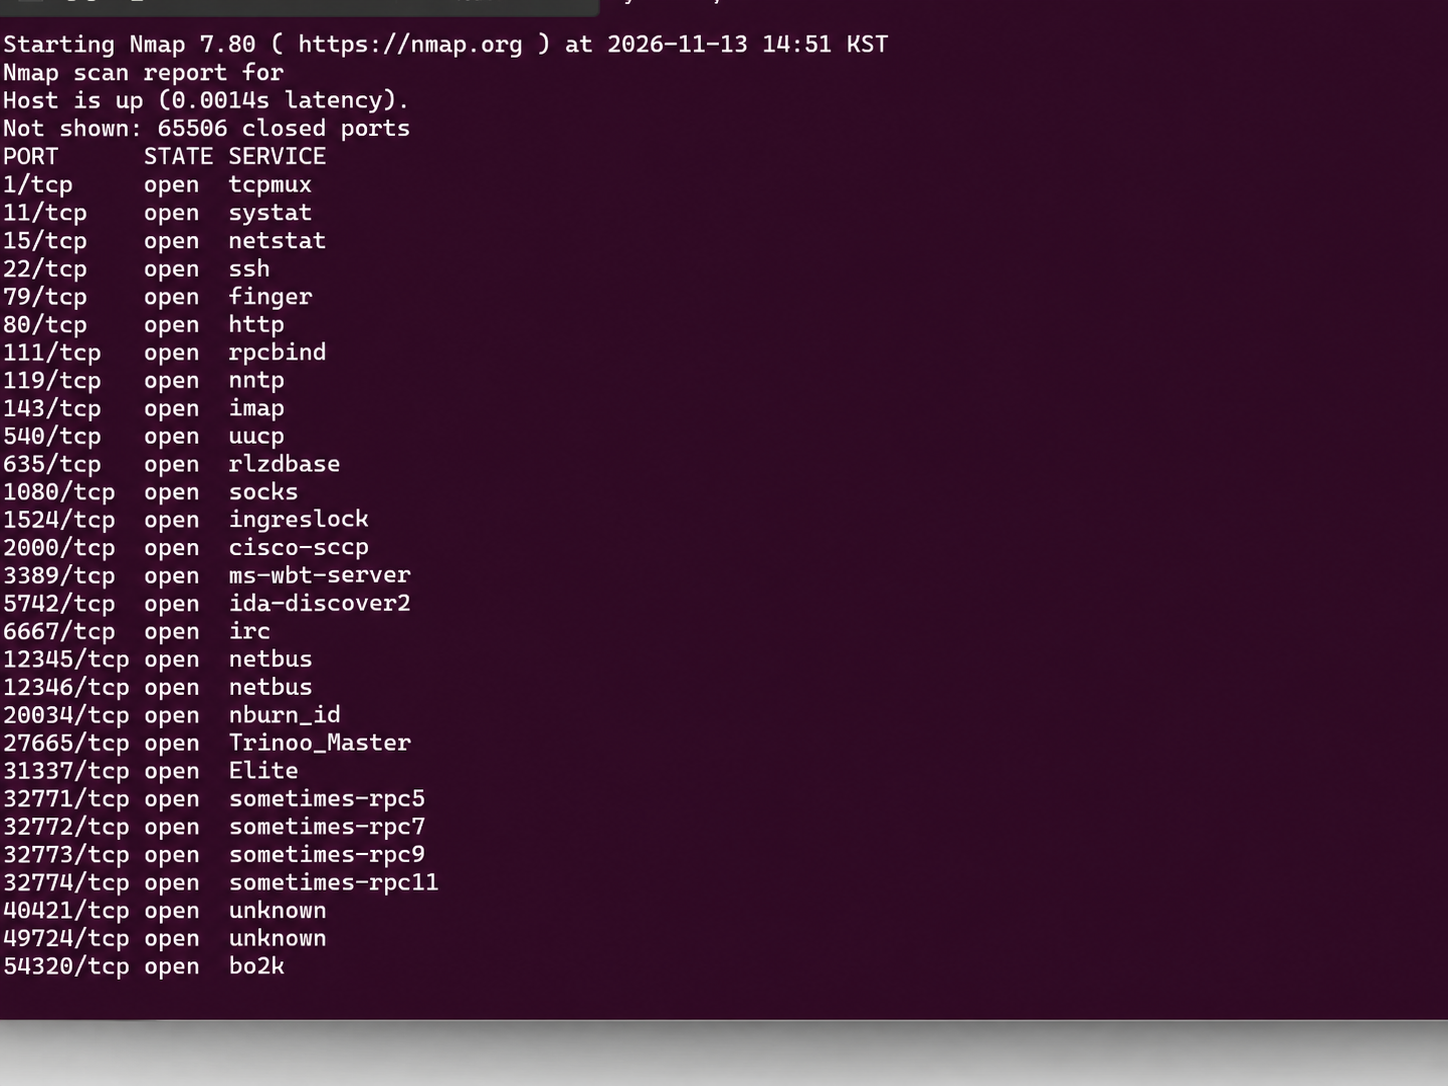 Starting Nmap 7.80 ( https://nmap.org ) at 2026-11-13 14:51 KST
Nmap scan report for
Host is up (0.0014s latency).
Not shown: 65506 closed ports
PORT      STATE SERVICE
1/tcp     open  tcpmux
11/tcp    open  systat
15/tcp    open  netstat
22/tcp    open  ssh
79/tcp    open  finger
80/tcp    open  http
111/tcp   open  rpcbind
119/tcp   open  nntp
143/tcp   open  imap
540/tcp   open  uucp
635/tcp   open  rlzdbase
1080/tcp  open  socks
1524/tcp  open  ingreslock
2000/tcp  open  cisco-sccp
3389/tcp  open  ms-wbt-server
5742/tcp  open  ida-discover2
6667/tcp  open  irc
12345/tcp open  netbus
12346/tcp open  netbus
20034/tcp open  nburn_id
27665/tcp open  Trinoo_Master
31337/tcp open  Elite
32771/tcp open  sometimes-rpc5
32772/tcp open  sometimes-rpc7
32773/tcp open  sometimes-rpc9
32774/tcp open  sometimes-rpc11
40421/tcp open  unknown
49724/tcp open  unknown
54320/tcp open  bo2k